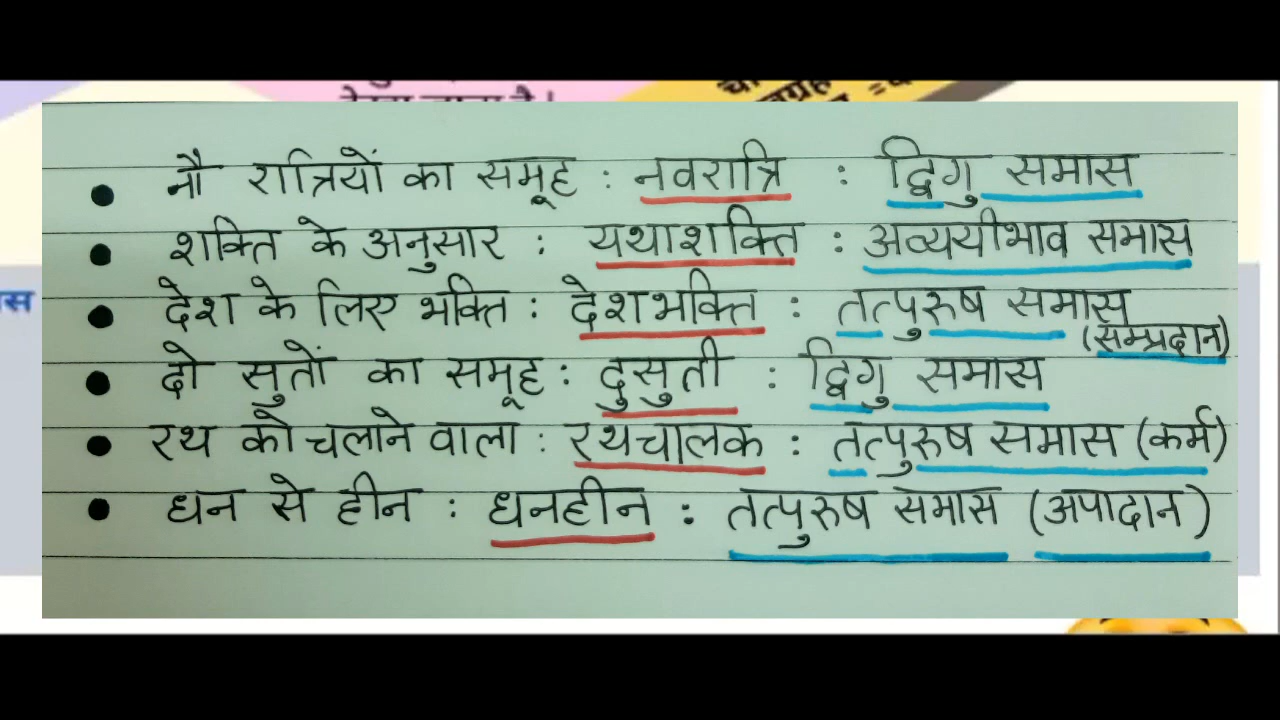 नौ रात्रियों का समूह : नवरात्रि : द्विगु समास
शक्ति के अनुसार : यथाशक्ति : अव्ययीभाव समास
देश के लिए भक्ति : देशभक्ति : तत्पुरुष समास
(सम्प्रदान)
दो सुतों का समूह : दुसुती : द्विगु समास
रथ को चलाने वाला : रथचालक : तत्पुरुष समास (कर्म)
धन से हीन : धनहीन : तत्पुरुष समास (अपादान)